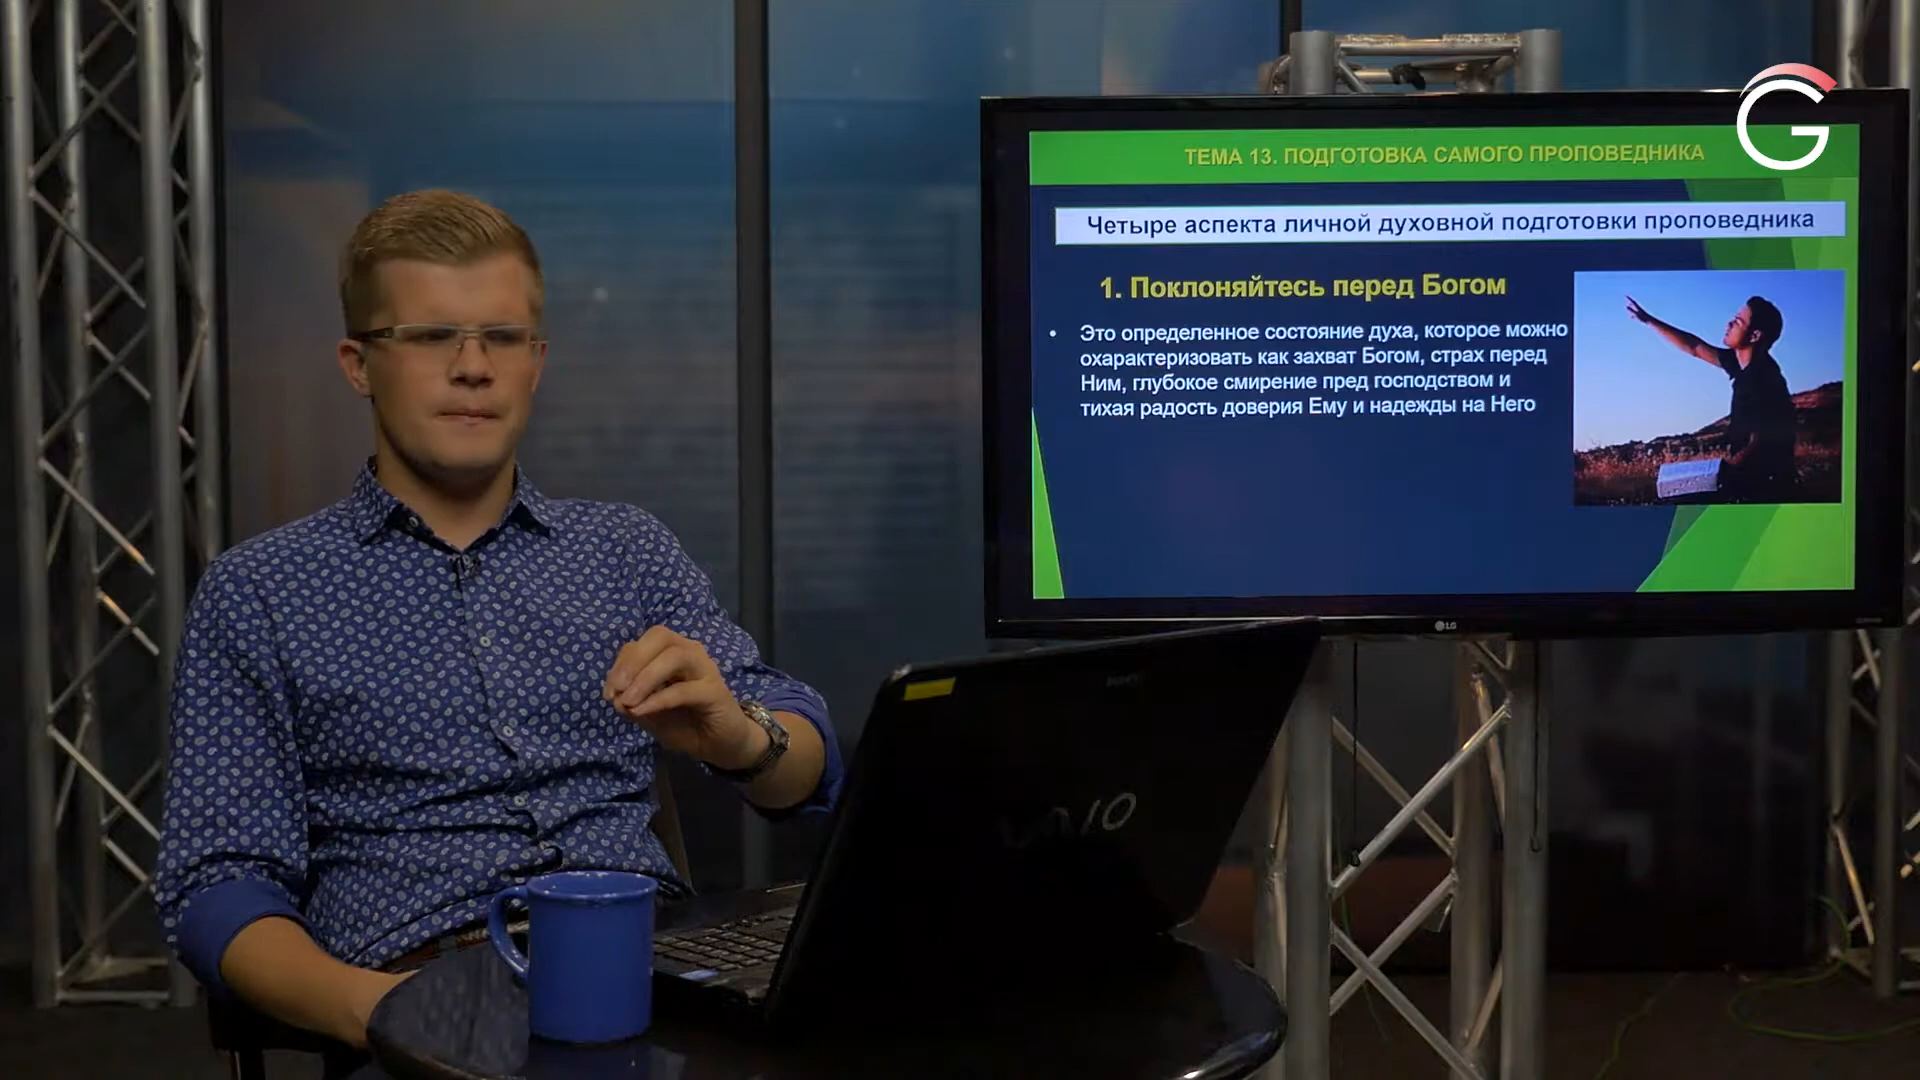 G
ТЕМА 13. ПОДГОТОВКА САМОГО ПРОПОВЕДНИКА
Четыре аспекта личной духовной подготовки проповедника
1. Поклоняйтесь перед Богом
• Это определенное состояние духа, которое можно
охарактеризовать как захват Богом, страх перед
Ним, глубокое смирение пред господством и
тихая радость доверия Ему и надежды на Него
LG
SONY
VAIO